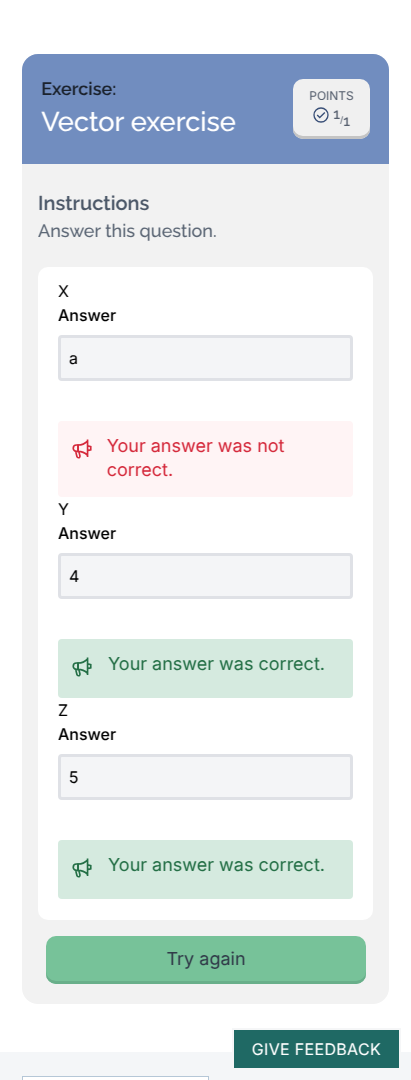 Exercise:
Vector exercise
POINTS
1/1
Instructions
Answer this question.
X
Answer
a
Your answer was not
correct.
Y
Answer
4
Your answer was correct.
Z
Answer
5
Your answer was correct.
Try again
GIVE FEEDBACK